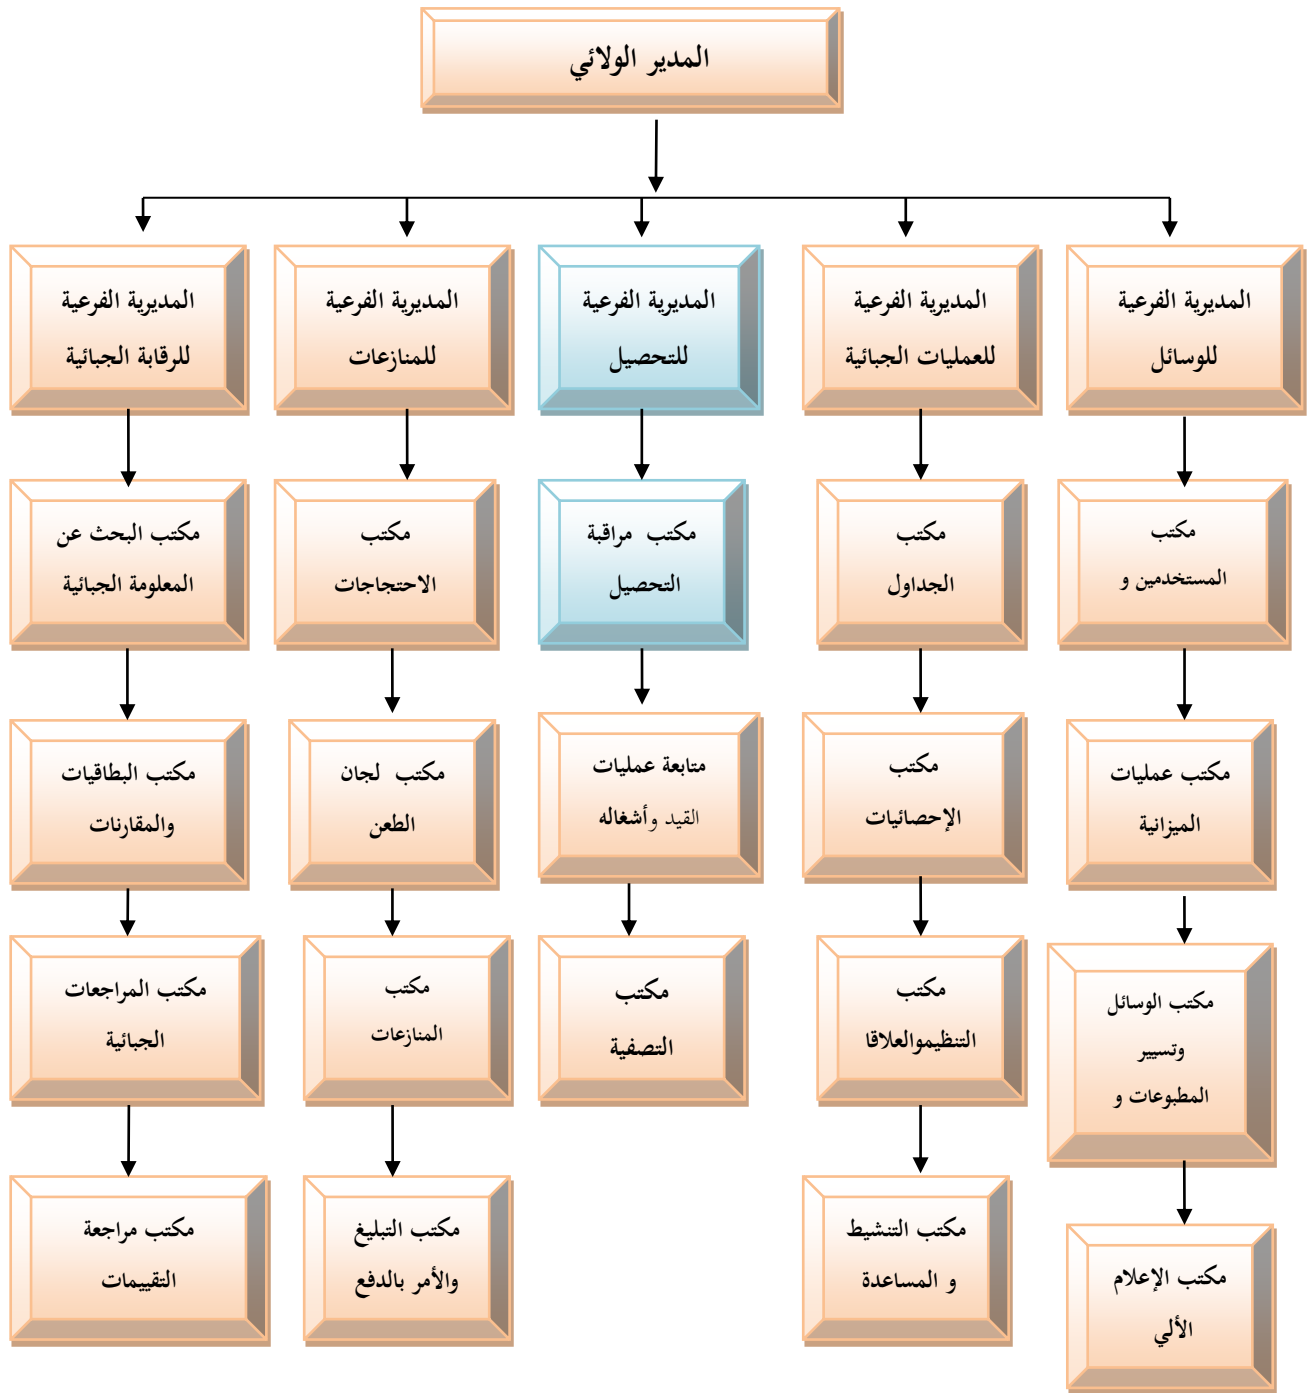 المدير الولائي
المديرية الفرعية
للوسائل
المديرية الفرعية
للعمليات الجبائية
المديرية الفرعية
للتحصيل
المديرية الفرعية
للمنازعات
المديرية الفرعية
للرقابة الجبائية
مكتب
المستخدمين و
مكتب
الجداول
مكتب مراقبة
التحصيل
مكتب
الاحتجاجات
مكتب البحث عن
المعلومة الجبائية
مكتب عمليات
الميزانية
مكتب
الإحصائيات
متابعة عمليات
القيد وأشغاله
مكتب لجان
الطعن
مكتب البطاقيات
والمقارنات
مكتب الوسائل
وتسيير
المطبوعات و
مكتب
التنظيموالعلاقا
مكتب
التصفية
مكتب
المنازعات
مكتب المراجعات
الجبائية
مكتب الإعلام
الألي
مكتب التنشيط
و المساعدة
مكتب التبليغ
والأمر بالدفع
مكتب مراجعة
التقييمات